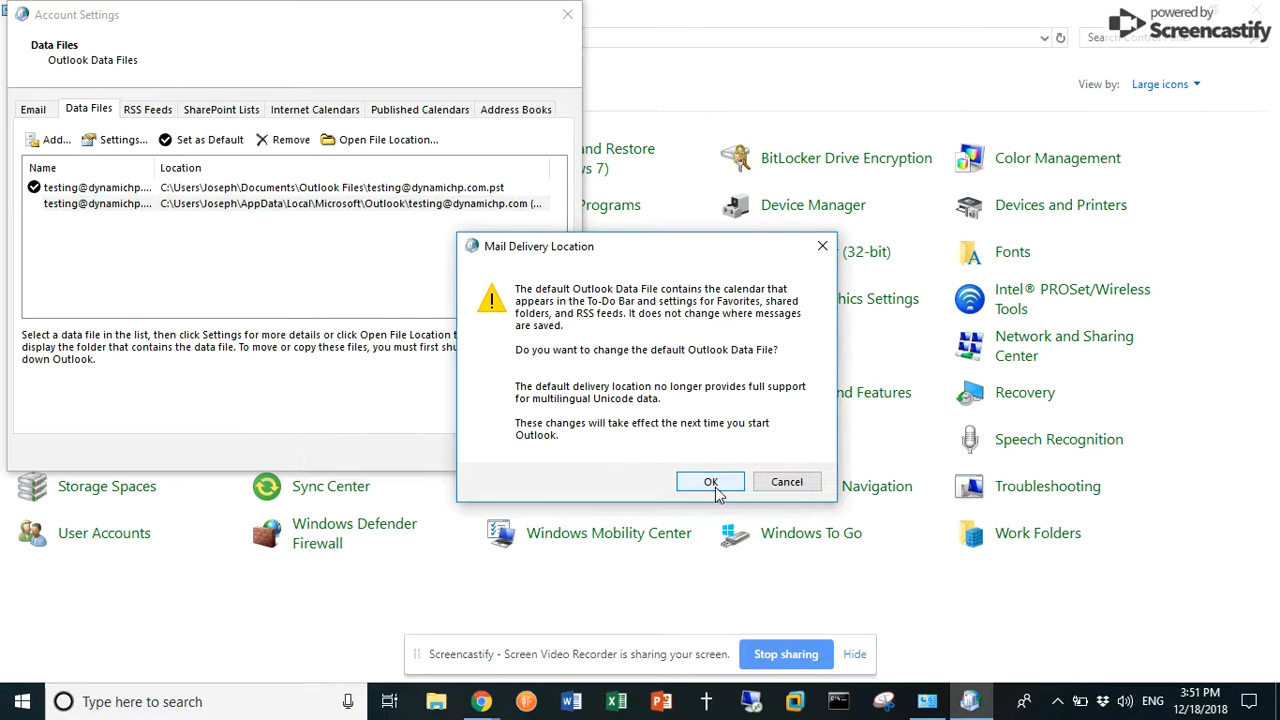 Account Settings
powered by
Screencastify
Data Files
Outlook Data Files
Sea
View by: Large icons
Email
Data Files
RSS Feeds
SharePoint Lists
Internet Calendars
Published Calendars
Address Books
Add...
Settings...
Set as Default
Remove
Open File Location...
Name
Location
testing@dynamichp....
C:\Users\Joseph\Documents\Outlook Files\testing@dynamichp.com.pst
testing@dynamichp....
C:\Users\Joseph\AppData\Local\Microsoft\Outlook\testing@dynamichp.com (...
Select a data file in the list, then click Settings for more details or click Open File Location t
display the folder that contains the data file. To move or copy these files, you must first shu
down Outlook.
and Restore
s 7)
BitLocker Drive Encryption
Color Management
Programs
Device Manager
Devices and Printers
(32-bit)
Fonts
hics Settings
Intel® PROSet/Wireless
Tools
Network and Sharing
Center
nd Features
Recovery
Speech Recognition
Mail Delivery Location
The default Outlook Data File contains the calendar that
appears in the To-Do Bar and settings for Favorites, shared
folders, and RSS feeds. It does not change where messages
are saved.
Do you want to change the default Outlook Data File?
The default delivery location no longer provides full support
for multilingual Unicode data.
These changes will take effect the next time you start
Outlook.
OK
Cancel
Storage Spaces
Sync Center
Navigation
Troubleshooting
User Accounts
Windows Defender
Firewall
Windows Mobility Center
Windows To Go
Work Folders
Screencastify - Screen Video Recorder is sharing your screen.
Stop sharing
Hide
Type here to search
ENG
3:51 PM
12/18/2018